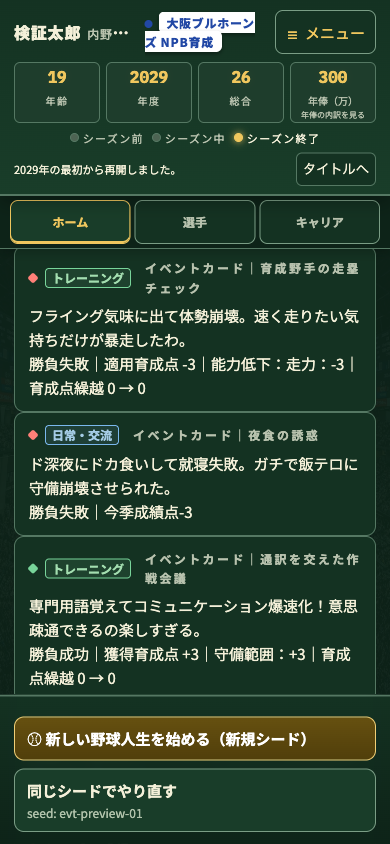 検証太郎 内野…
大阪ブルホーン
ズ NPB育成
≡ メニュー
19
年齢
2029
年度
26
総合
300
年俸（万）
年俸の内訳を見る
シーズン前 シーズン中 シーズン終了
2029年の最初から再開しました。
タイトルへ
ホーム
選手
キャリア
トレーニング
イベントカード｜育成野手の走塁
チェック
フライング気味に出て体勢崩壊。速く走りたい気
持ちだけが暴走したわ。
勝負失敗｜適用育成点 -3｜能力低下：走力：-3｜
育成点繰越 0 → 0
日常・交流
イベントカード｜夜食の誘惑
ド深夜にドカ食いして就寝失敗。ガチで飯テロに
守備崩壊させられた。
勝負失敗｜今季成績点-3
トレーニング
イベントカード｜通訳を交えた作
戦会議
専門用語覚えてコミュニケーション爆速化！意思
疎通できるの楽しすぎる。
勝負成功｜獲得育成点 +3｜守備範囲：+3｜育成
点繰越 0 → 0
新しい野球人生を始める（新規シード）
同じシードでやり直す
seed: evt-preview-01